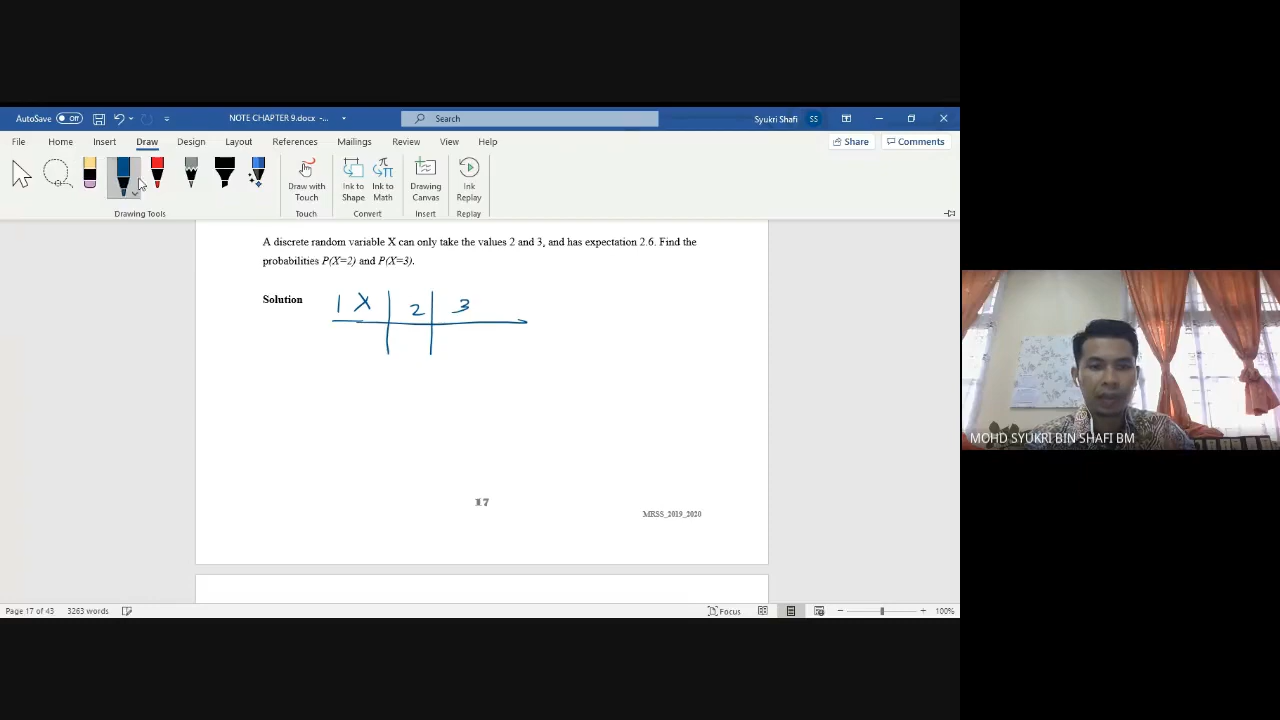 AutoSave Off NOTE CHAPTER 9.docx -... Search Syukri Shafi SS
File Home Insert Draw Design Layout References Mailings Review View Help Share Comments
Draw with Touch Ink to Shape Ink to Math Drawing Canvas Ink Replay
Drawing Tools Touch Convert Insert Replay
A discrete random variable X can only take the values 2 and 3, and has expectation 2.6. Find the
probabilities P(X=2) and P(X=3).
Solution 1 X 2 3
17
MRSS_2019_2020
MOHD SYUKRI BIN SHAFI BM
Page 17 of 43 3263 words Focus 100%